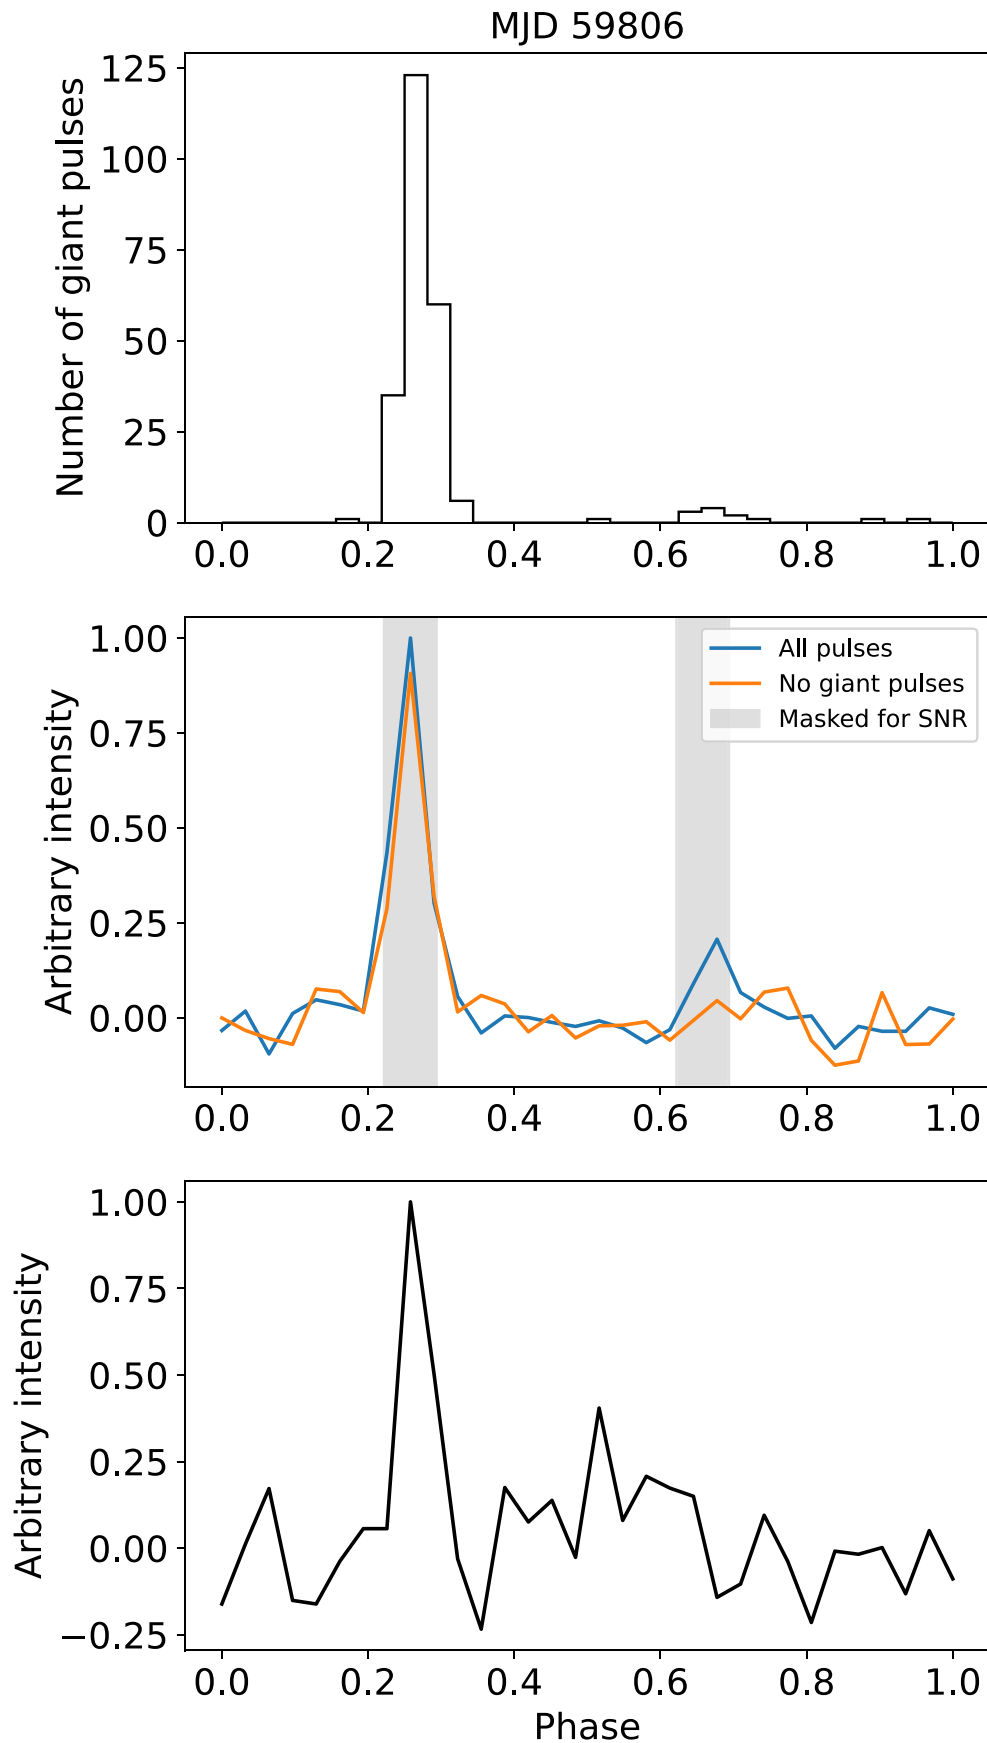 MJD 59806
Number of giant pulses
125
100
75
50
25
0
0.0 0.2 0.4 0.6 0.8 1.0
Arbitrary intensity
1.00
0.75
0.50
0.25
0.00
All pulses
No giant pulses
Masked for SNR
0.0 0.2 0.4 0.6 0.8 1.0
Arbitrary intensity
1.00
0.75
0.50
0.25
0.00
−0.25
0.0 0.2 0.4 0.6 0.8 1.0
Phase